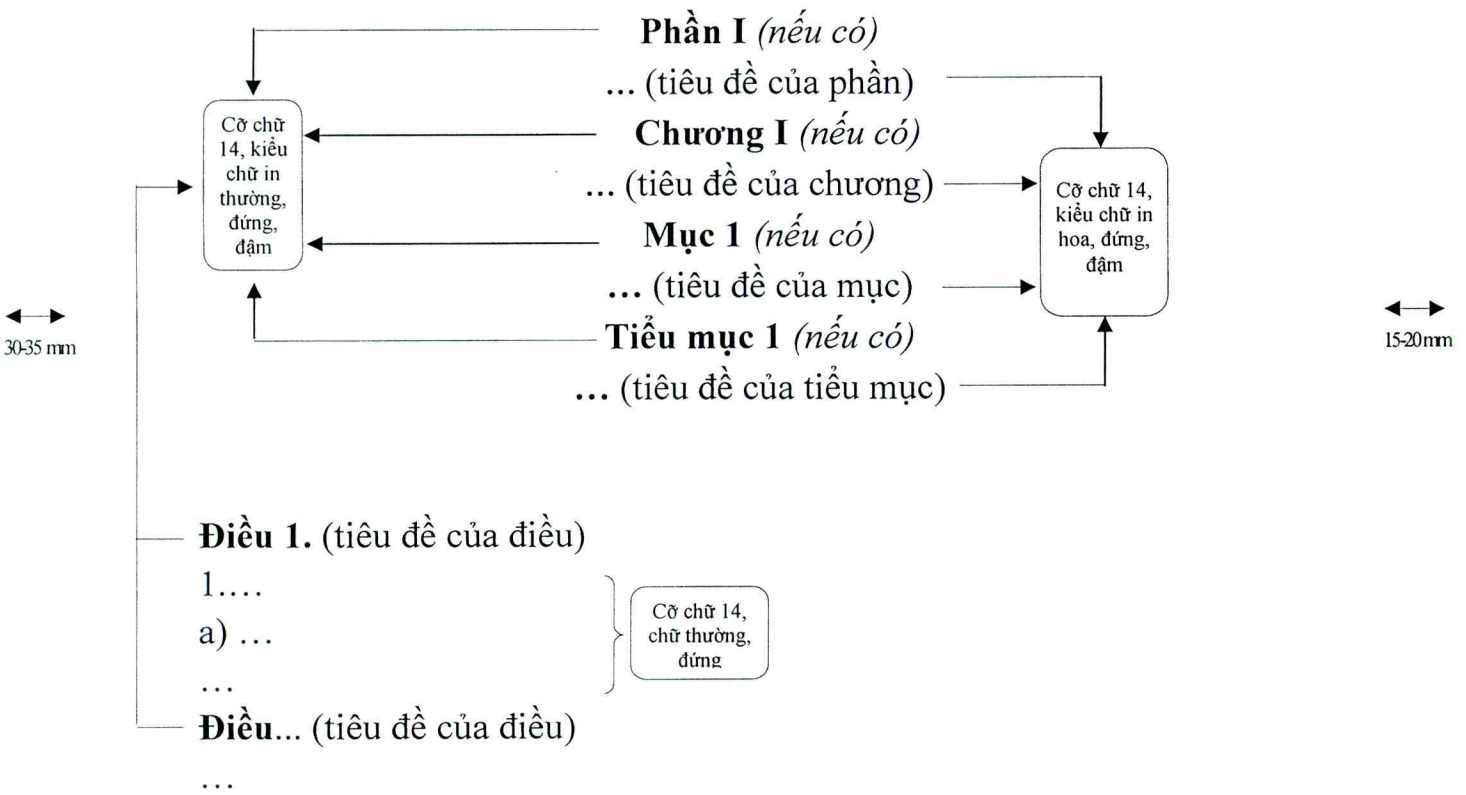 Phần I (nếu có)
... (tiêu đề của phần)
Cỡ chữ
14, kiểu
chữ in
thường,
đứng,
đậm
Chương I (nếu có)
... (tiêu đề của chương)
Cỡ chữ 14,
kiểu chữ in
hoa, đứng,
đậm
Mục 1 (nếu có)
... (tiêu đề của mục)
30-35 mm
Tiểu mục 1 (nếu có)
15-20 mm
... (tiêu đề của tiểu mục)
Điều 1. (tiêu đề của điều)
1....
a) ...
...
Cỡ chữ 14,
chữ thường,
đứng
Điều... (tiêu đề của điều)
...